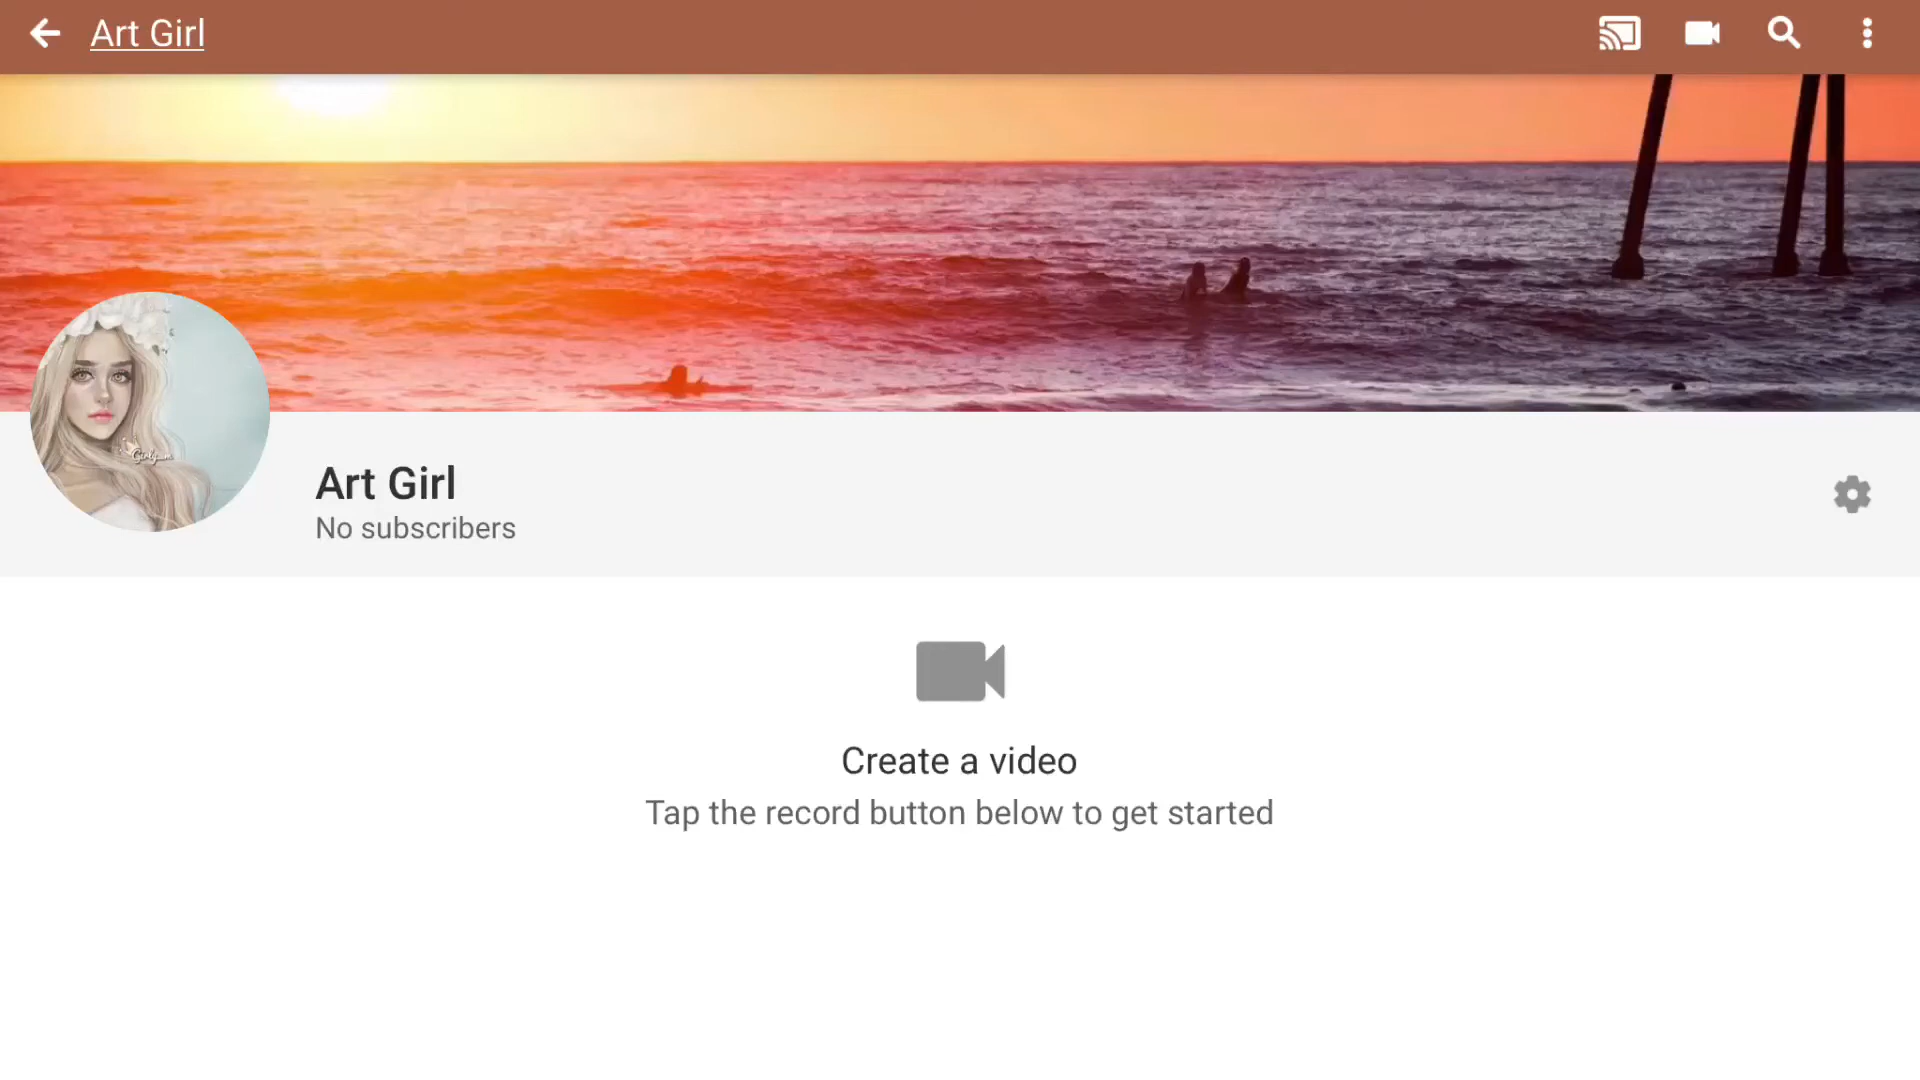 Art Girl
Art Girl
No subscribers
Create a video
Tap the record button below to get started